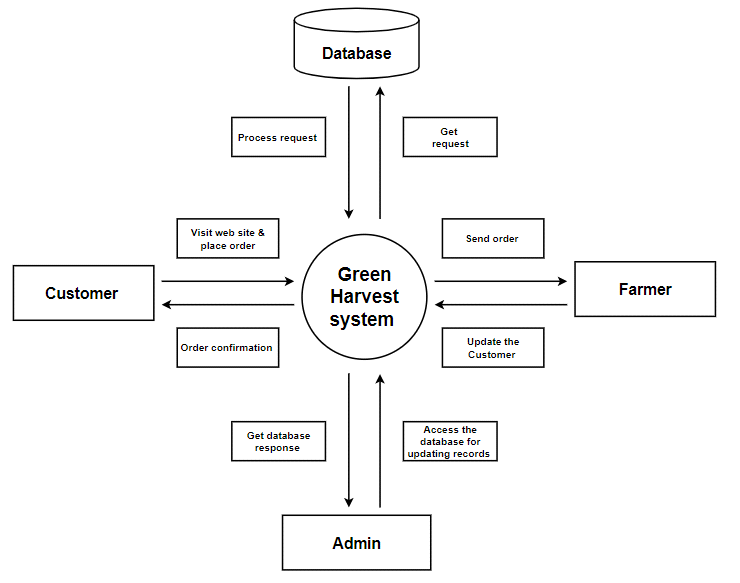 Database
Process request
Get
request
Visit web site &
place order
Send order
Customer
Green
Harvest
system
Farmer
Order confirmation
Update the
Customer
Get database
response
Access the
database for
updating records
Admin